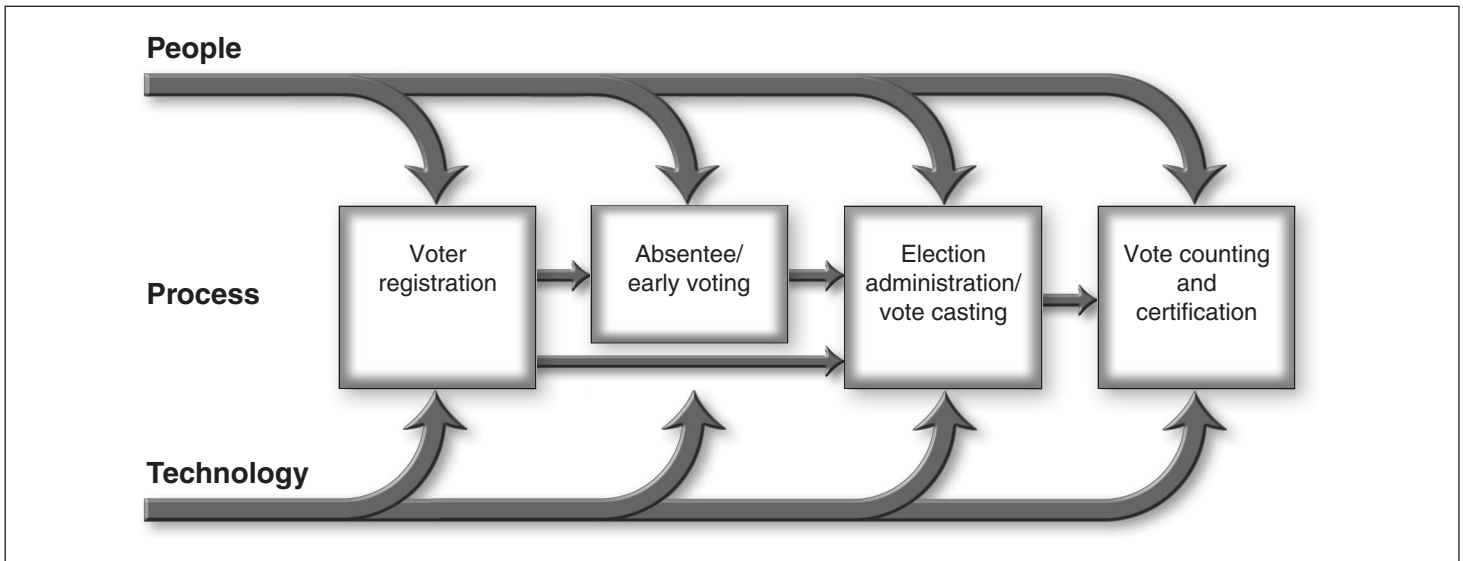 People
Process
Voter
registration
Absentee/
early voting
Election
administration/
vote casting
Vote counting
and
certification
Technology